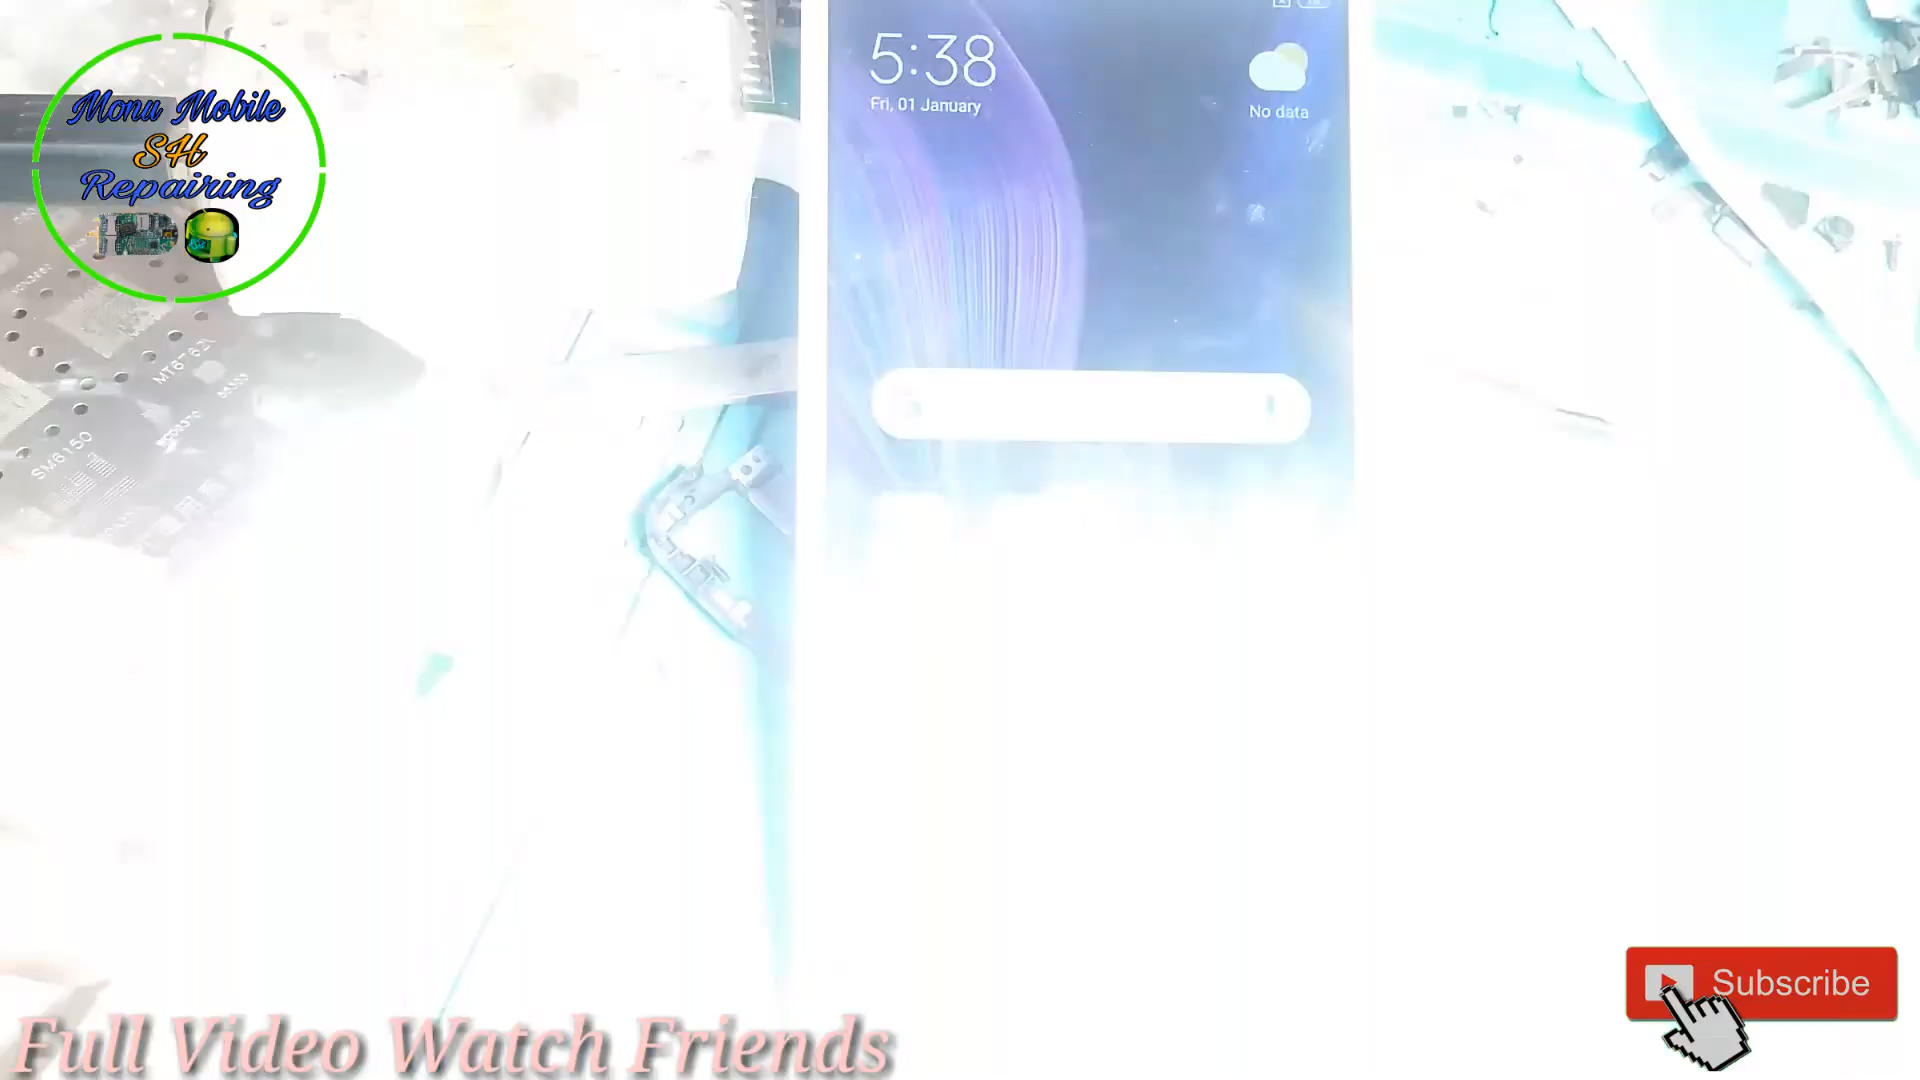 Monu Mobile
SH
Repairing
5:38
Fri, 01 January
No data
MT6762
SM6150
Subscribe
Full Video Watch Friends